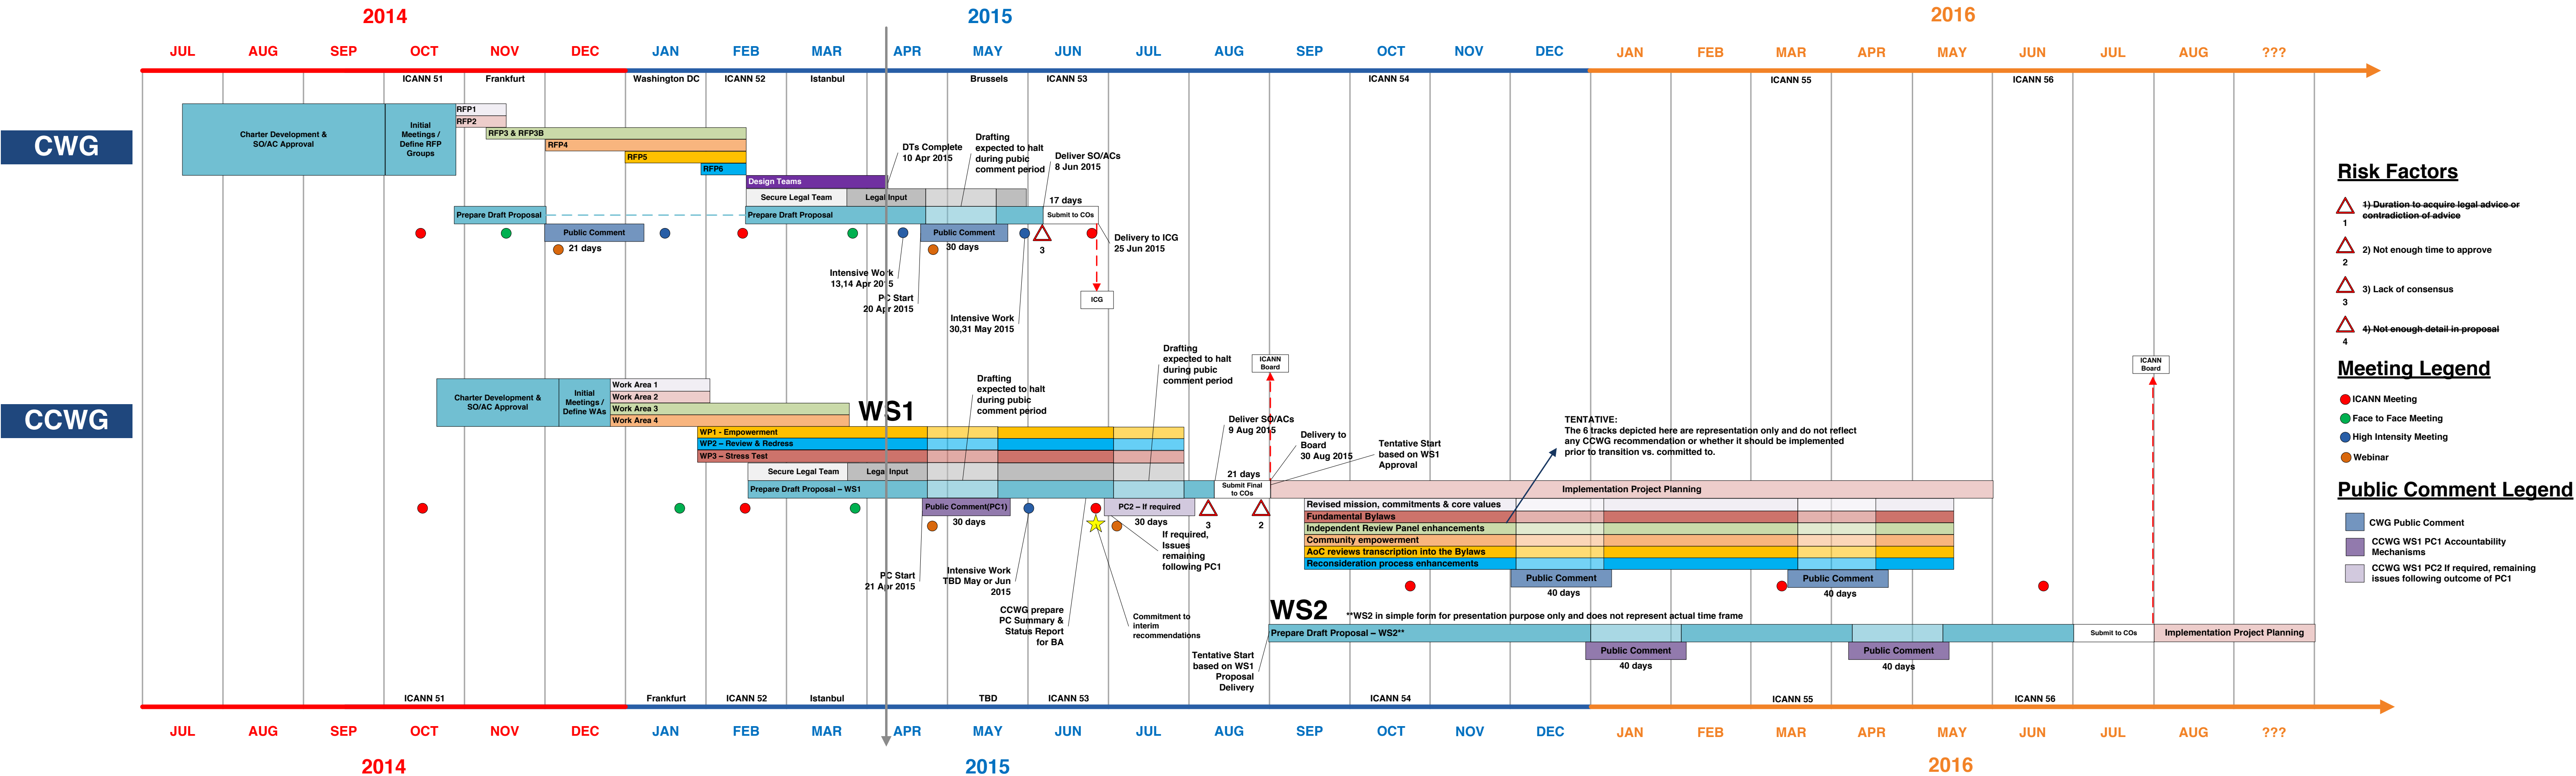 2014
2015
2016
JUL
AUG
SEP
OCT
NOV
DEC
JAN
FEB
MAR
APR
MAY
JUN
JUL
AUG
SEP
OCT
NOV
DEC
JAN
FEB
MAR
APR
MAY
JUN
JUL
AUG
???
ICANN 51
Frankfurt
Washington DC
ICANN 52
Istanbul
Brussels
ICANN 53
ICANN 54
ICANN 55
ICANN 56
CWG
Charter Development &
SO/AC Approval
Initial
Meetings /
Define RFP
Groups
RFP1
RFP2
RFP3 & RFP3B
RFP4
RFP5
RFP6
Design Teams
Secure Legal Team
Legal Input
Prepare Draft Proposal
Prepare Draft Proposal
DTs Complete
10 Apr 2015
Drafting
expected to halt
during pubic
comment period
Deliver SO/ACs
8 Jun 2015
17 days
Submit to COs
Public Comment
21 days
Public Comment
30 days
3
Delivery to ICG
25 Jun 2015
Intensive Work
13,14 Apr 2015
PC Start
20 Apr 2015
ICG
Intensive Work
30,31 May 2015
CCWG
Charter Development &
SO/AC Approval
Initial
Meetings /
Define WAs
Work Area 1
Work Area 2
Work Area 3
Work Area 4
WS1
WP1 - Empowerment
WP2 – Review & Redress
WP3 – Stress Test
Secure Legal Team
Legal Input
Prepare Draft Proposal – WS1
Drafting
expected to halt
during pubic
comment period
Drafting
expected to halt
during pubic
comment period
ICANN
Board
Deliver SO/ACs
9 Aug 2015
Delivery to
Board
30 Aug 2015
Tentative Start
based on WS1
Approval
21 days
Submit Final
to COs
Implementation Project Planning
TENTATIVE:
The 6 tracks depicted here are representation only and do not reflect
any CCWG recommendation or whether it should be implemented
prior to transition vs. committed to.
ICANN
Board
Public Comment(PC1)
30 days
PC2 – If required
30 days
3
2
If required,
Issues
remaining
following PC1
PC Start
21 Apr 2015
Intensive Work
TBD May or Jun
2015
CCWG prepare
PC Summary &
Status Report
for BA
Commitment to
interim
recommendations
Revised mission, commitments & core values
Fundamental Bylaws
Independent Review Panel enhancements
Community empowerment
AoC reviews transcription into the Bylaws
Reconsideration process enhancements
Public Comment
40 days
Public Comment
40 days
WS2
**WS2 in simple form for presentation purpose only and does not represent actual time frame
Prepare Draft Proposal – WS2**
Submit to COs
Implementation Project Planning
Public Comment
40 days
Public Comment
40 days
Tentative Start
based on WS1
Proposal
Delivery
Risk Factors
1) Duration to acquire legal advice or
contradiction of advice
1
2) Not enough time to approve
2
3) Lack of consensus
3
4) Not enough detail in proposal
4
Meeting Legend
ICANN Meeting
Face to Face Meeting
High Intensity Meeting
Webinar
Public Comment Legend
CWG Public Comment
CCWG WS1 PC1 Accountability
Mechanisms
CCWG WS1 PC2 If required, remaining
issues following outcome of PC1
ICANN 51
Frankfurt
ICANN 52
Istanbul
TBD
ICANN 53
ICANN 54
ICANN 55
ICANN 56
JUL
AUG
SEP
OCT
NOV
DEC
JAN
FEB
MAR
APR
MAY
JUN
JUL
AUG
SEP
OCT
NOV
DEC
JAN
FEB
MAR
APR
MAY
JUN
JUL
AUG
???
2014
2015
2016